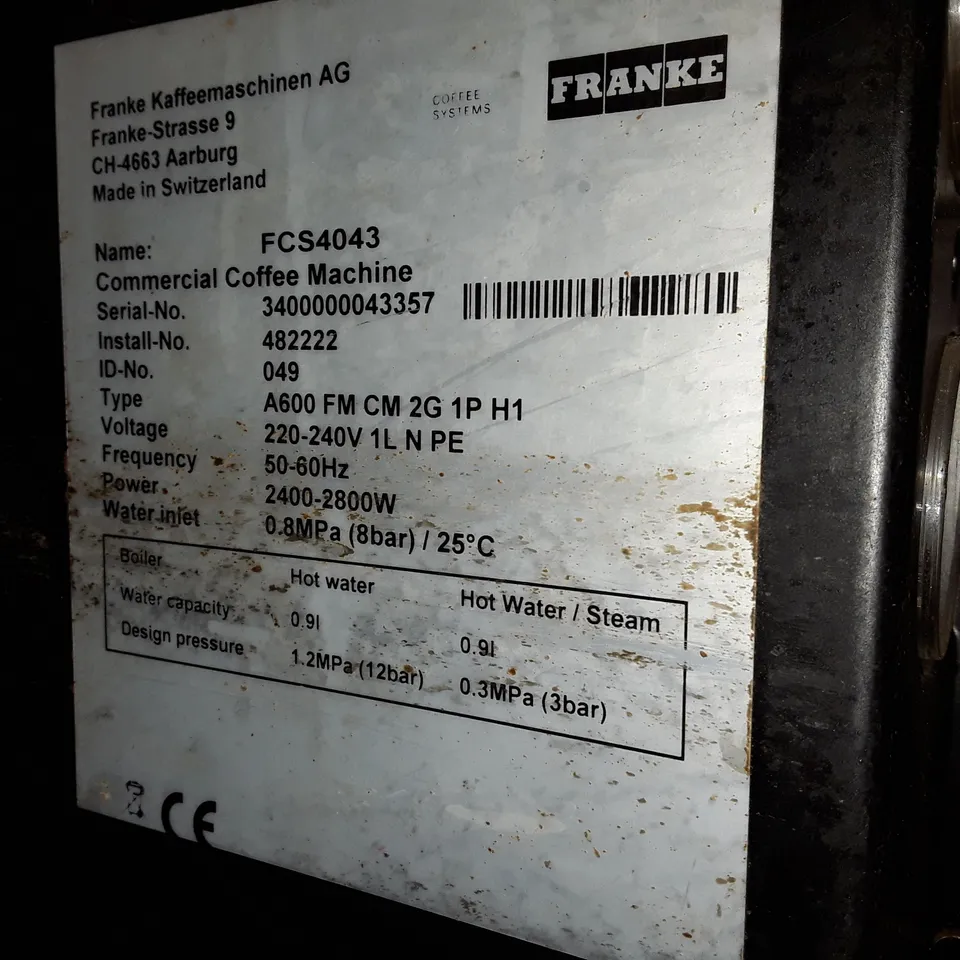 Franke Kaffeemaschinen AG
Franke-Strasse 9
CH-4663 Aarburg
Made in Switzerland
COFFEE
SYSTEMS
FRANKE
Name: FCS4043
Commercial Coffee Machine
Serial-No. 3400000043357
Install-No. 482222
ID-No. 049
Type A600 FM CM 2G 1P H1
Voltage 220-240V 1L N PE
Frequency 50-60Hz
Power 2400-2800W
Water inlet 0.8MPa (8bar) / 25°C
Boiler Hot water Hot Water / Steam
Water capacity 0.9l 0.9l
Design pressure 1.2MPa (12bar) 0.3MPa (3bar)
CE